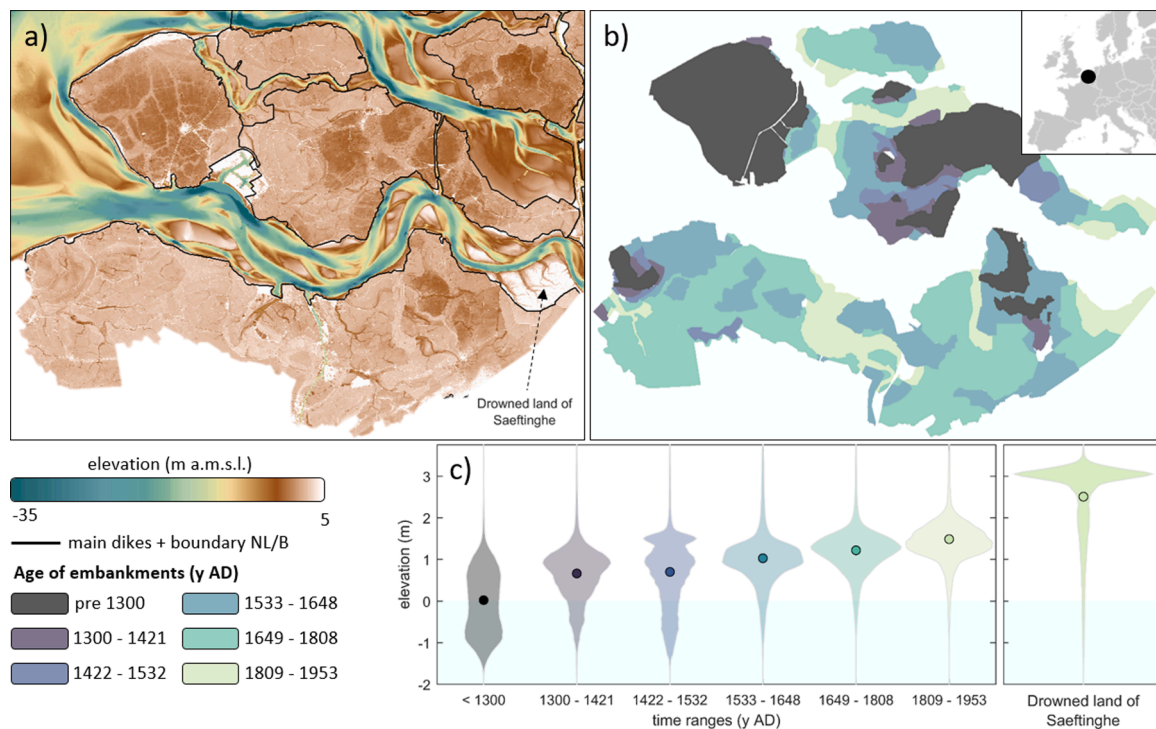 a)
Drowned land of
Saeftinghe
b)
elevation (m a.m.s.l.)
-35
5
main dikes + boundary NL/B
Age of embankments (y AD)
pre 1300
1533 - 1648
1300 - 1421
1649 - 1808
1422 - 1532
1809 - 1953
c)
elevation (m)
3
2
1
0
-1
-2
< 1300
1300 - 1421
1422 - 1532
1533 - 1648
1649 - 1808
1809 - 1953
time ranges (y AD)
Drowned land of
Saeftinghe